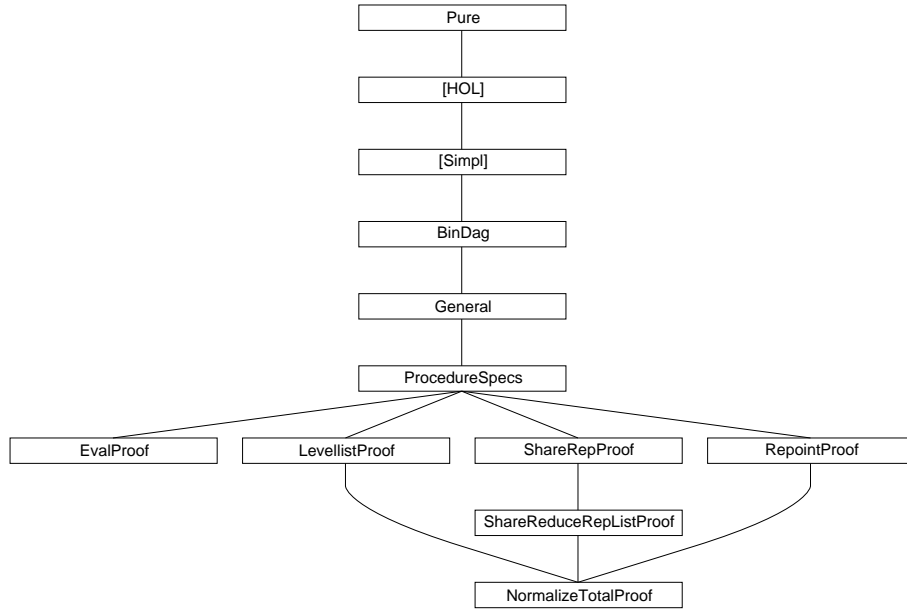 Pure
[HOL]
[Simpl]
BinDag
General
ProcedureSpecs
EvalProof
LevellistProof
ShareRepProof
RepointProof
ShareReduceRepListProof
NormalizeTotalProof